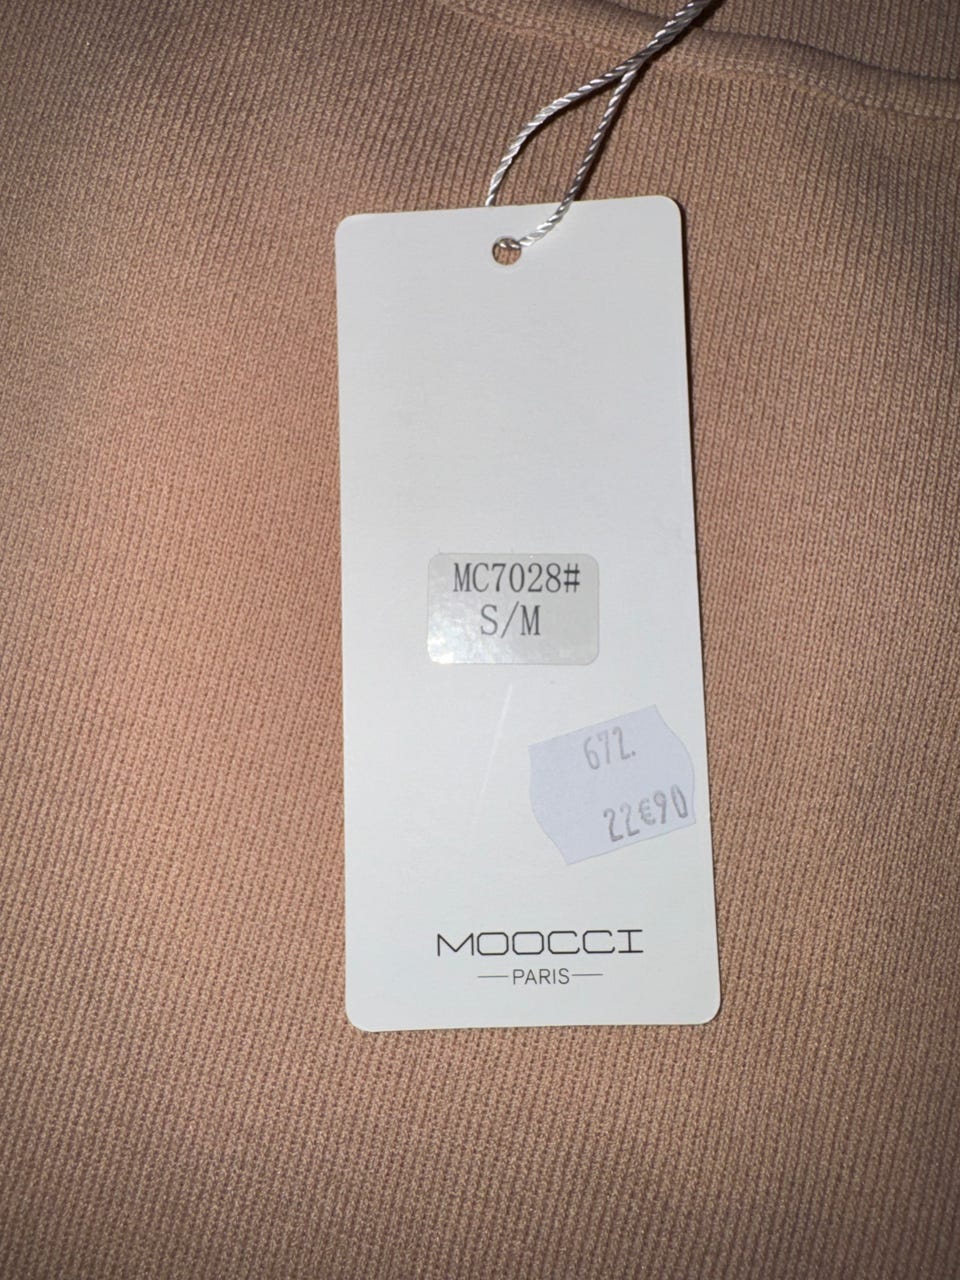 MC7028#
S/M
672.
22€90
MOOCCI
PARIS